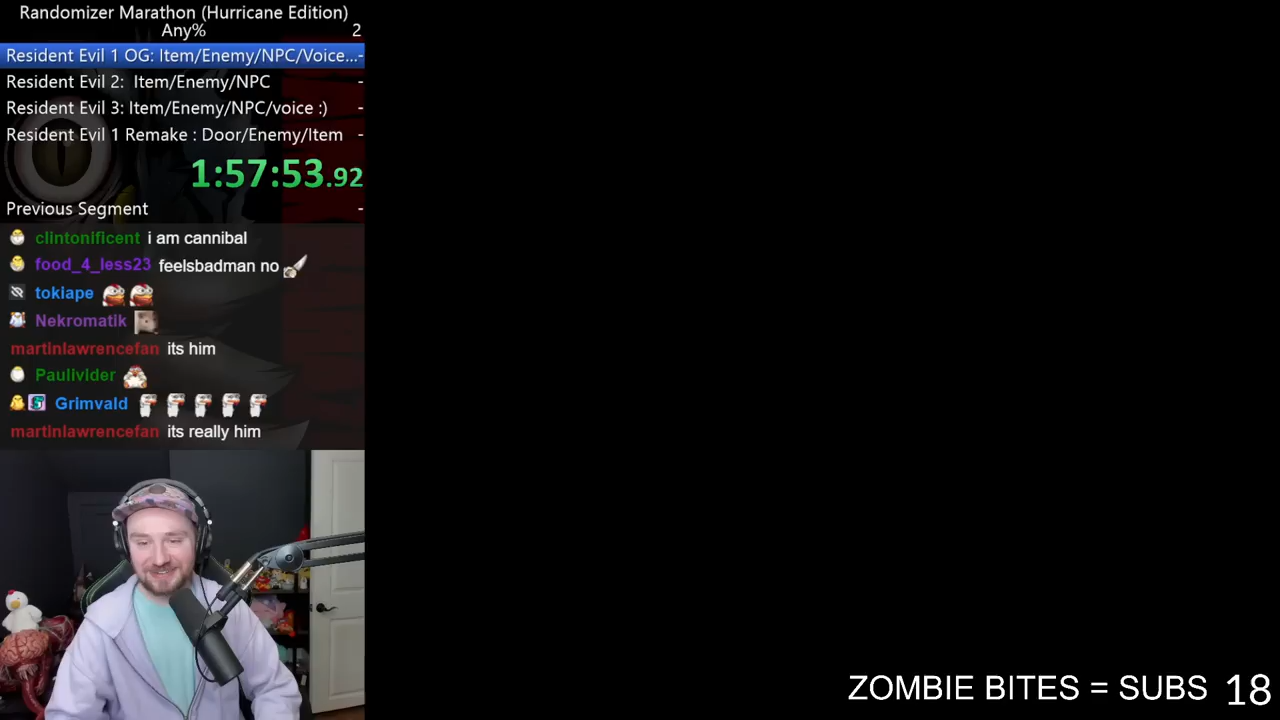 Randomizer Marathon (Hurricane Edition)
Any% 2
Resident Evil 1 OG: Item/Enemy/NPC/Voice... -
Resident Evil 2: Item/Enemy/NPC -
Resident Evil 3: Item/Enemy/NPC/voice :) -
Resident Evil 1 Remake : Door/Enemy/Item -
1:57:53.92
Previous Segment -
clintonificent i am cannibal
food_4_less23 feelsbadman no
tokiape
Nekromatik
martinlawrencefan its him
Paulivider
Grimvald
martinlawrencefan its really him
ZOMBIE BITES = SUBS 18